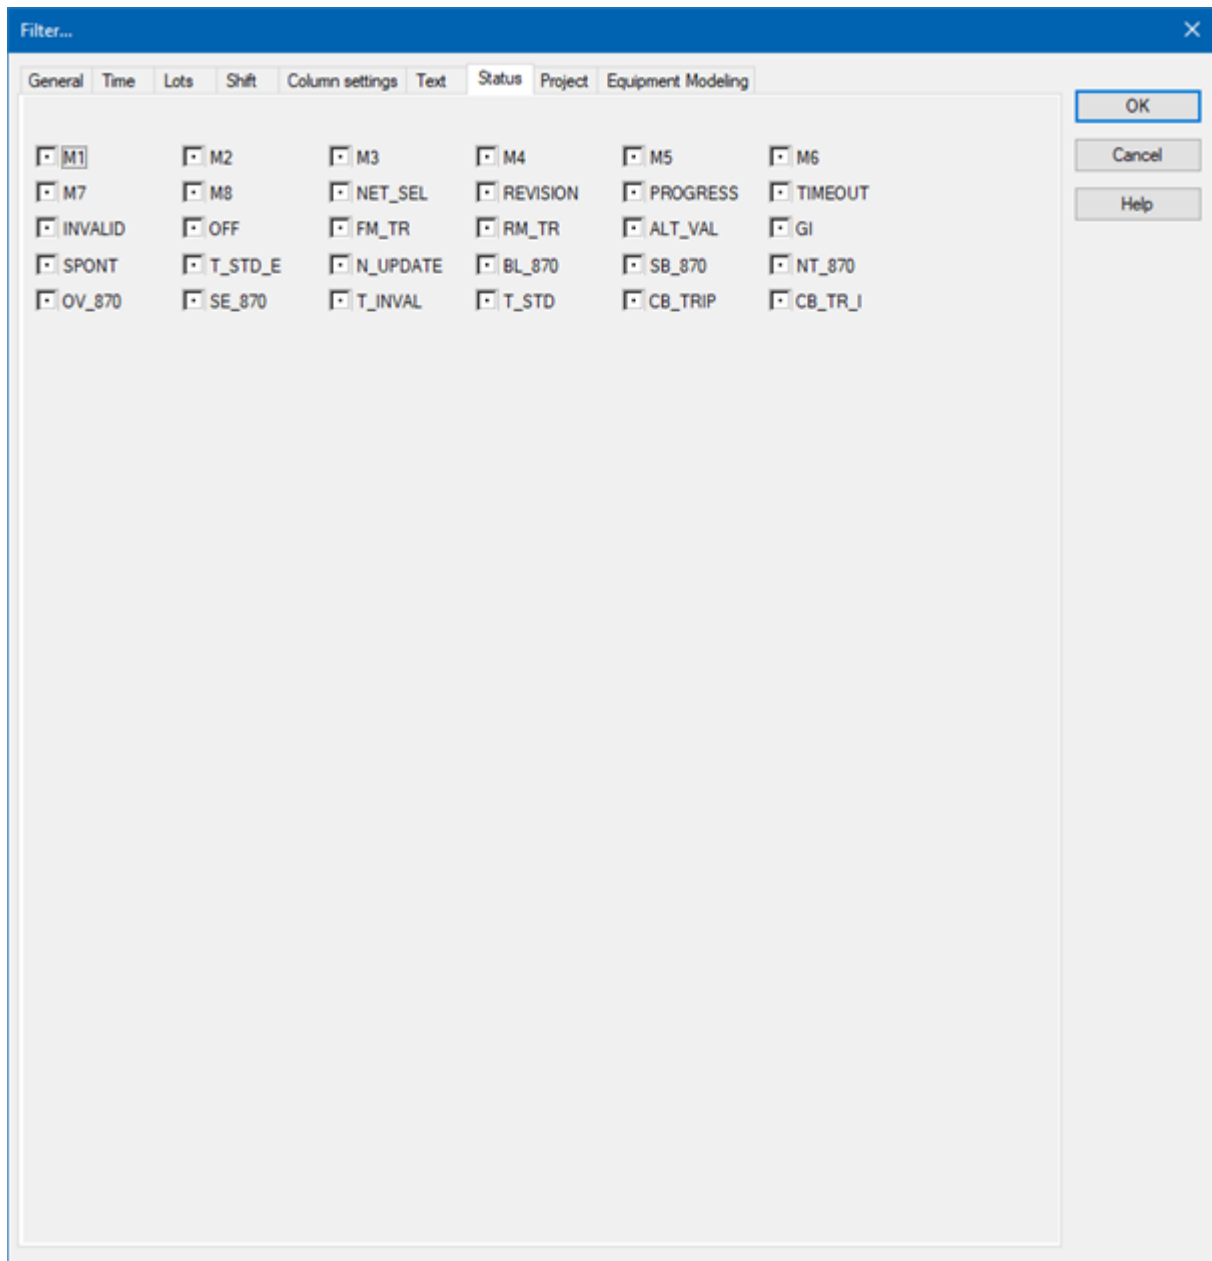 Filter...
General Time Lots Shift Column settings Text Status Project Equipment Modeling
OK
M1 M2 M3 M4 M5 M6
Cancel
M7 M8 NET_SEL REVISION PROGRESS TIMEOUT
Help
INVALID OFF FM_TR RM_TR ALT_VAL GI
SPONT T_STD_E N_UPDATE BL_870 SB_870 NT_870
OV_870 SE_870 T_INVAL T_STD CB_TRIP CB_TR_I